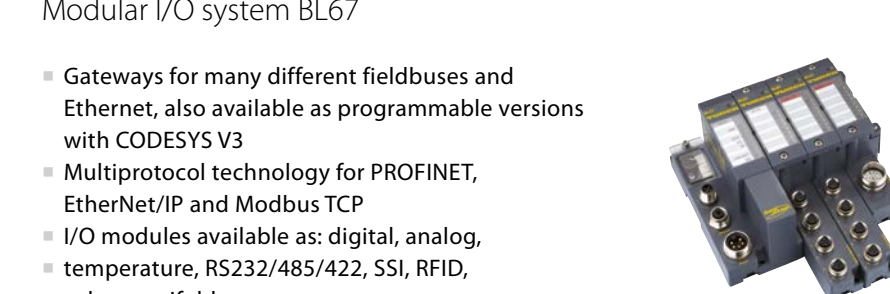 Modular I/O system BL67
Gateways for many different fieldbuses and
Ethernet, also available as programmable versions
with CODESYS V3
Multiprotocol technology for PROFINET,
EtherNet/IP and Modbus TCP
I/O modules available as: digital, analog,
temperature, RS232/485/422, SSI, RFID,